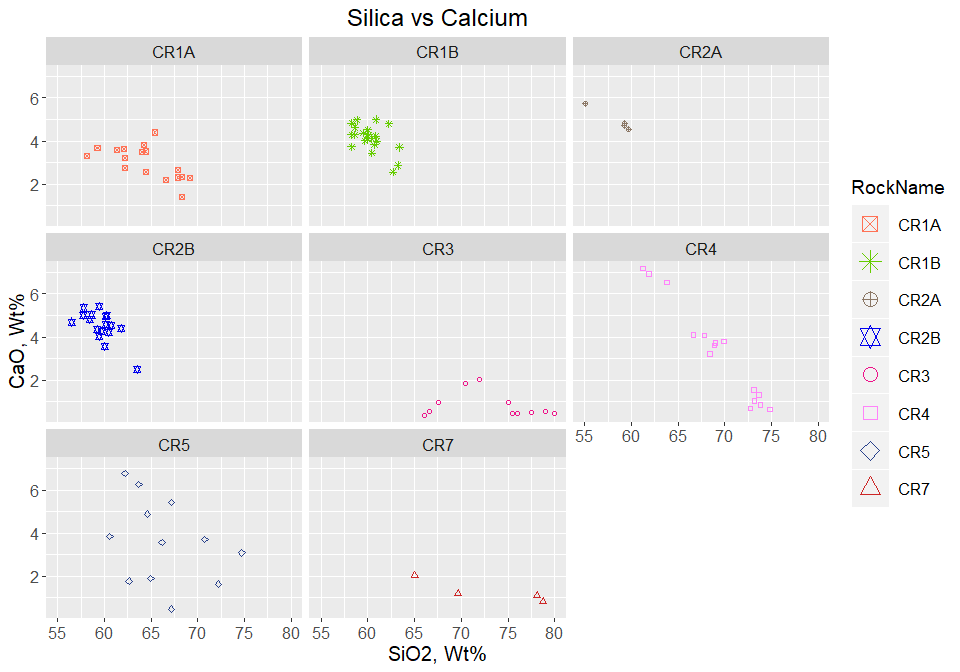 Silica vs Calcium
CR1A
CR1B
CR2A
6
4
2
CR2B
CR3
CR4
6
4
2
55 60 65 70 75 80
CR5
CR7
6
4
2
55 60 65 70 75 80
55 60 65 70 75 80
SiO2, Wt%
CaO, Wt%
RockName
CR1A
CR1B
CR2A
CR2B
CR3
CR4
CR5
CR7